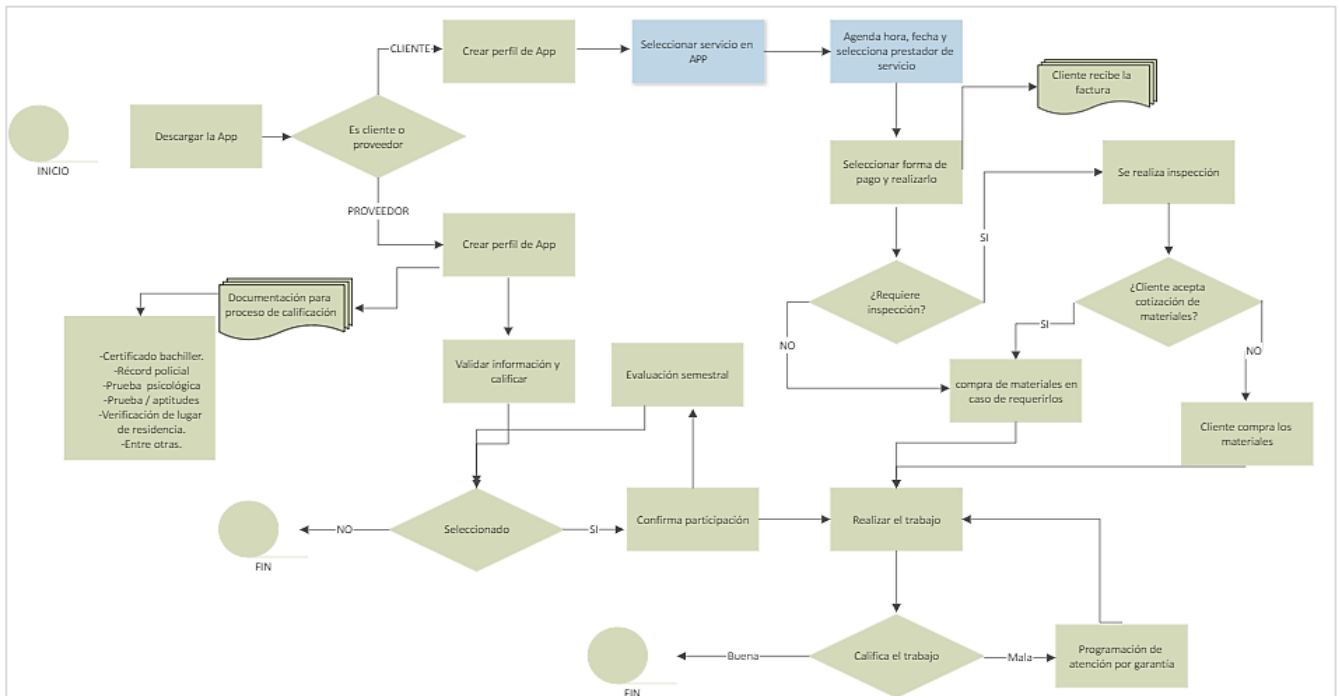 CLIENTE
Crear perfil de App
Seleccionar servicio en
APP
Agenda hora, fecha y
selecciona prestador de
servicio
Cliente recibe la
factura
INICIO
Descargar la App
Es cliente o
proveedor
Seleccionar forma de
pago y realizarlo
Se realiza inspección
PROVEEDOR
Crear perfil de App
SI
Documentación para
proceso de calificación
¿Requiere
inspección?
¿Cliente acepta
cotización de
materiales?
SI
NO
NO
-Certificado bachiller.
-Récord policial
-Prueba psicológica
-Prueba / aptitudes
-Verificación de lugar
de residencia.
-Entre otras.
Validar información y
calificar
Evaluación semestral
compra de materiales en
caso de requerirlos
Cliente compra los
materiales
FIN
NO
Seleccionado
SI
Confirma participación
Realizar el trabajo
FIN
Buena
Califica el trabajo
Mala
Programación de
atención por garantía